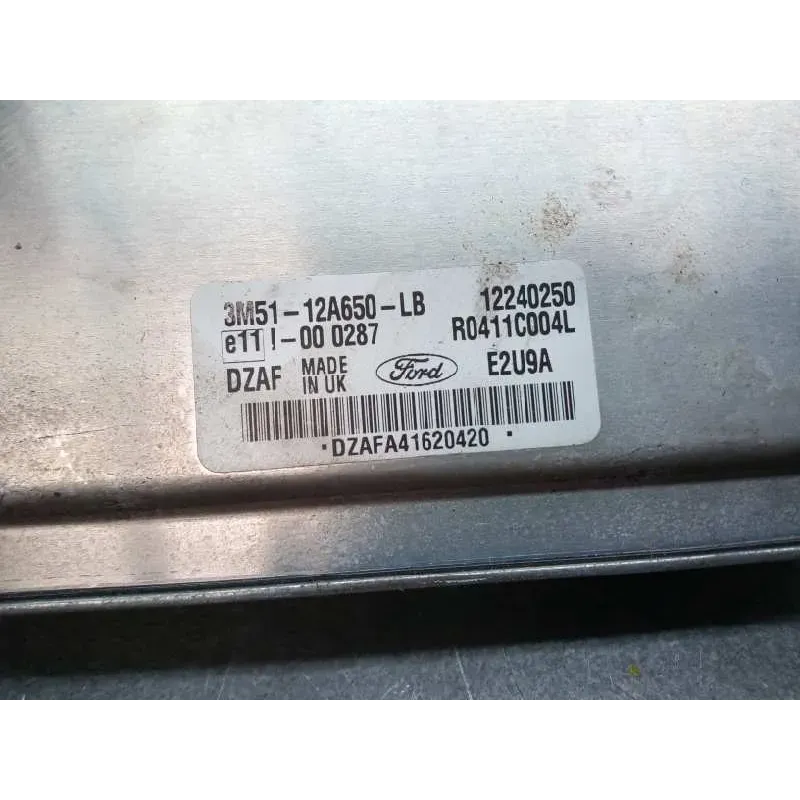 3M51-12A650-LB 12240250
e11 I-00 0287 R0411C004L
DZAF MADE IN UK Ford E2U9A
DZAFA41620420